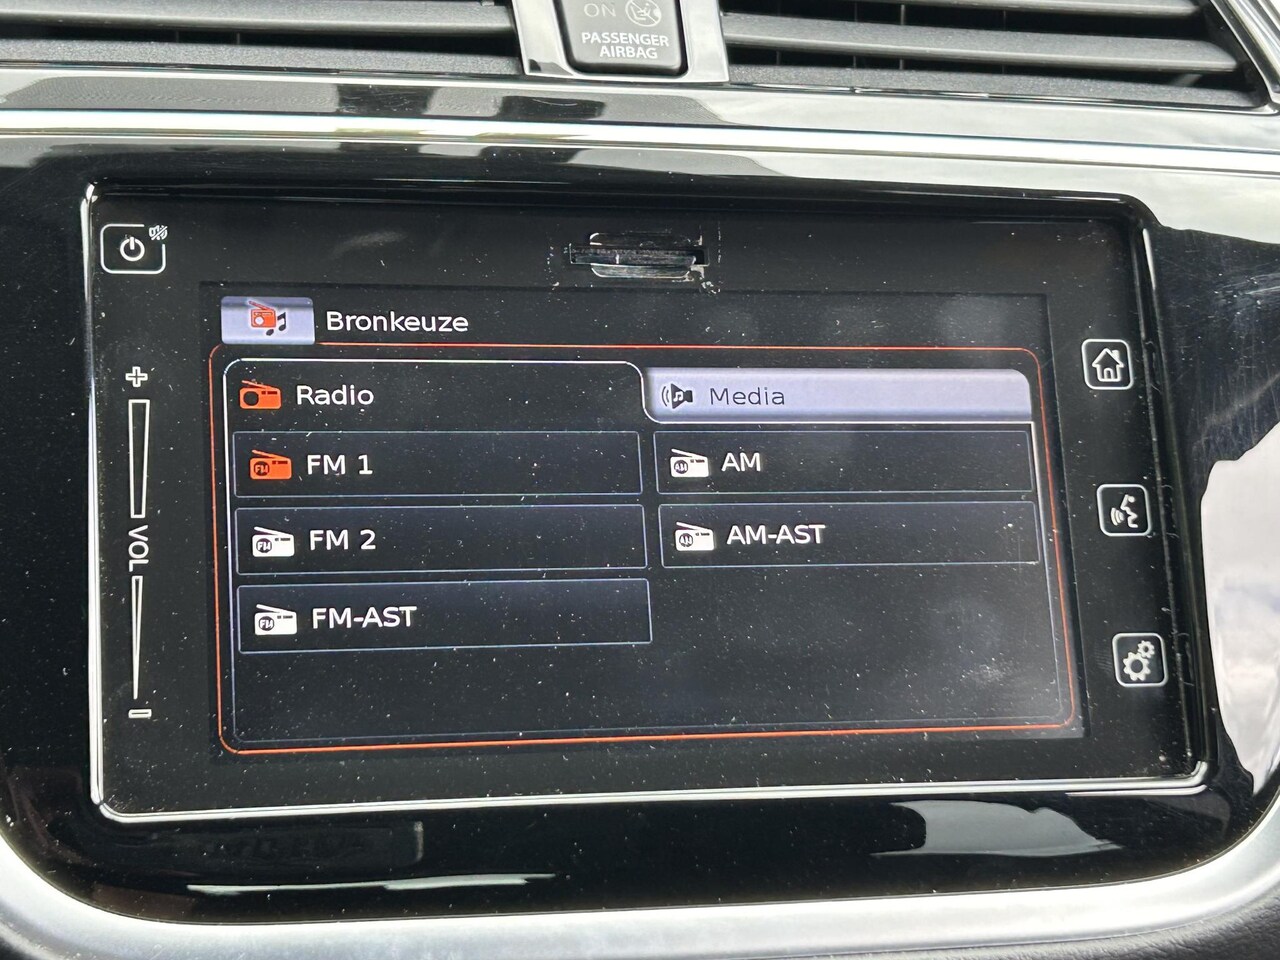 ON
PASSENGER
AIRBAG
Bronkeuze
Radio
Media
FM 1
AM
FM 2
AM-AST
FM-AST
VOL